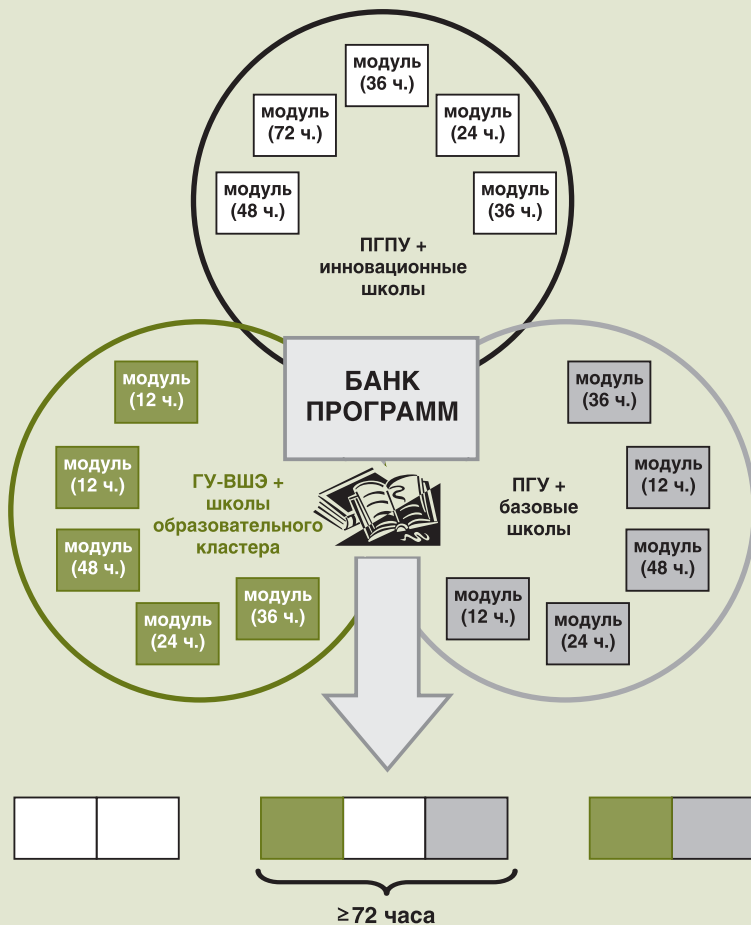 модуль
(36 ч.)
модуль
(72 ч.)
модуль
(24 ч.)
модуль
(48 ч.)
модуль
(36 ч.)
ПГПУ +
инновационные
школы
БАНК
ПРОГРАММ
модуль
(12 ч.)
модуль
(12 ч.)
модуль
(48 ч.)
модуль
(24 ч.)
модуль
(36 ч.)
ГУ-ВШЭ +
школы
образовательного
кластера
ПГУ +
базовые
школы
модуль
(36 ч.)
модуль
(12 ч.)
модуль
(48 ч.)
модуль
(12 ч.)
модуль
(24 ч.)
≥72 часа